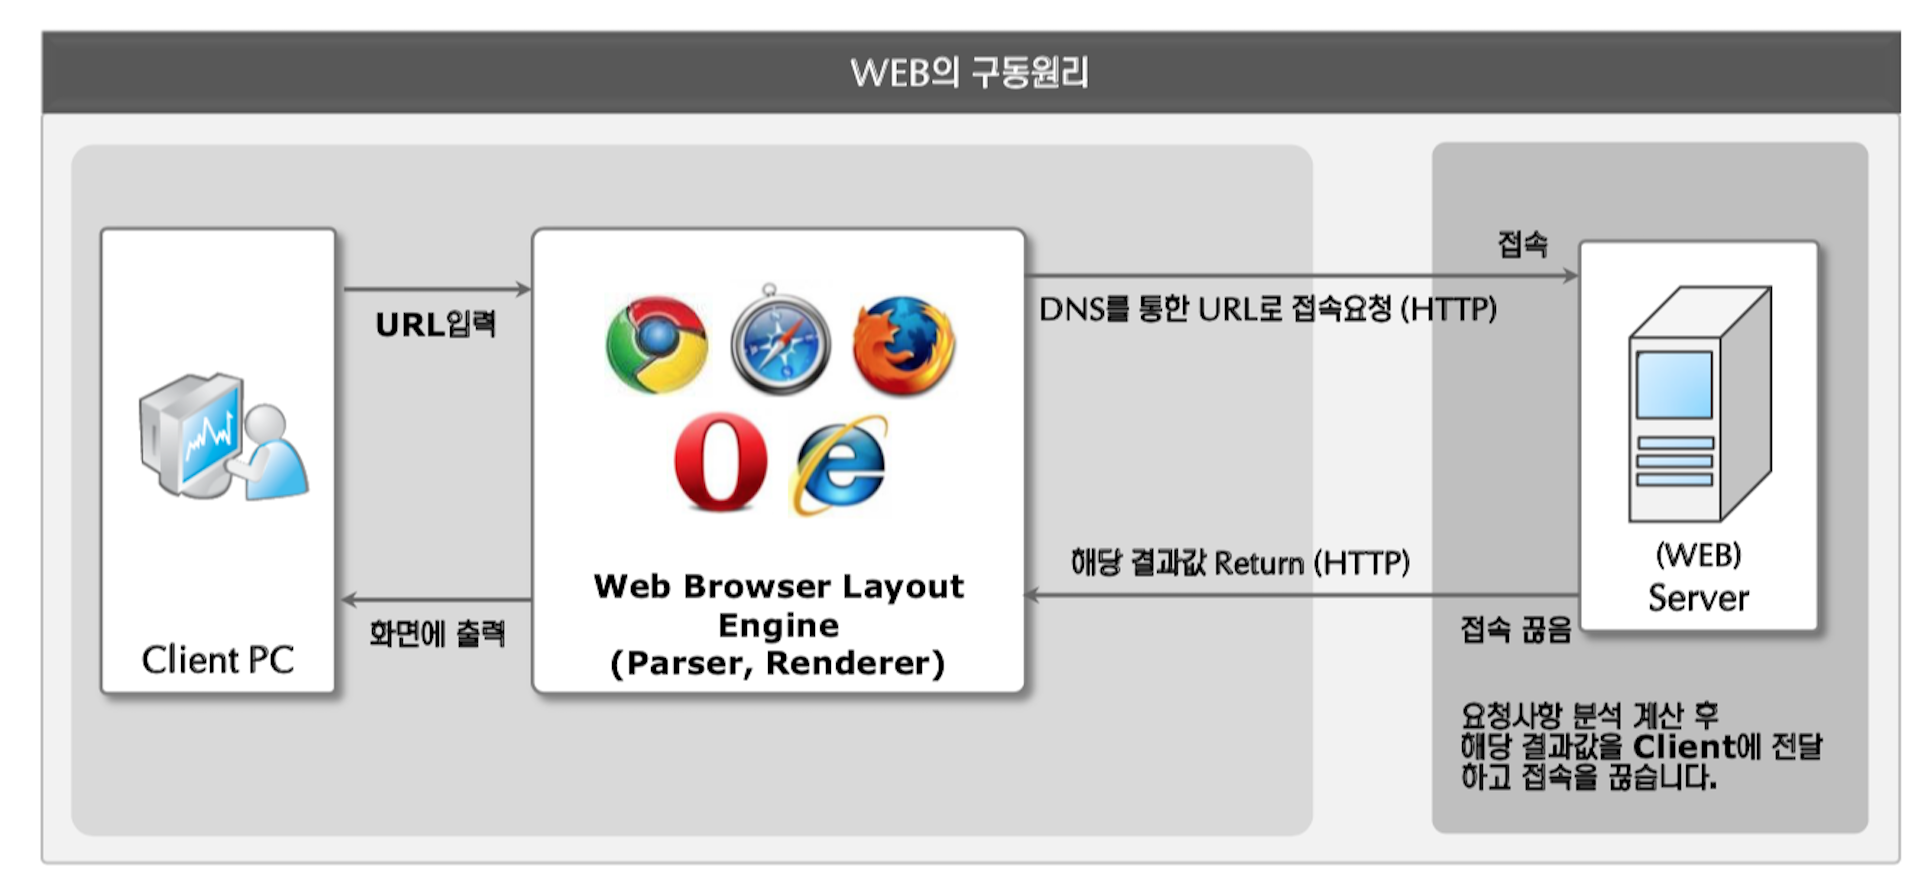 WEB의 구동원리
URL입력
접속
DNS를 통한 URL로 접속요청 (HTTP)
해당 결과값 Return (HTTP)
(WEB)
Server
Web Browser Layout
Engine
(Parser, Renderer)
화면에 출력
Client PC
접속 끊음
요청사항 분석 계산 후
해당 결과값을 Client에 전달
하고 접속을 끊습니다.